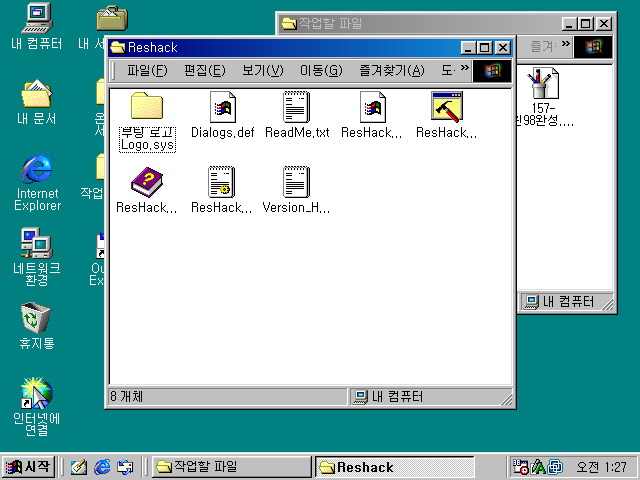 내 컴퓨터
내 문서
Internet
Explorer
네트워크
환경
휴지통
인터넷에
연결
작업할 파일
즐겨
157-
98완성....
내 컴퓨터
Reshack
파일(F) 편집(E) 보기(V) 이동(G) 즐겨찾기(A) 도
부팅 로고
Logo.sys
Dialogs.def
ReadMe.txt
ResHack...
ResHack...
ResHack...
ResHack...
Version_H...
8 개체
내 컴퓨터
시작
작업할 파일
Reshack
오전 1:27